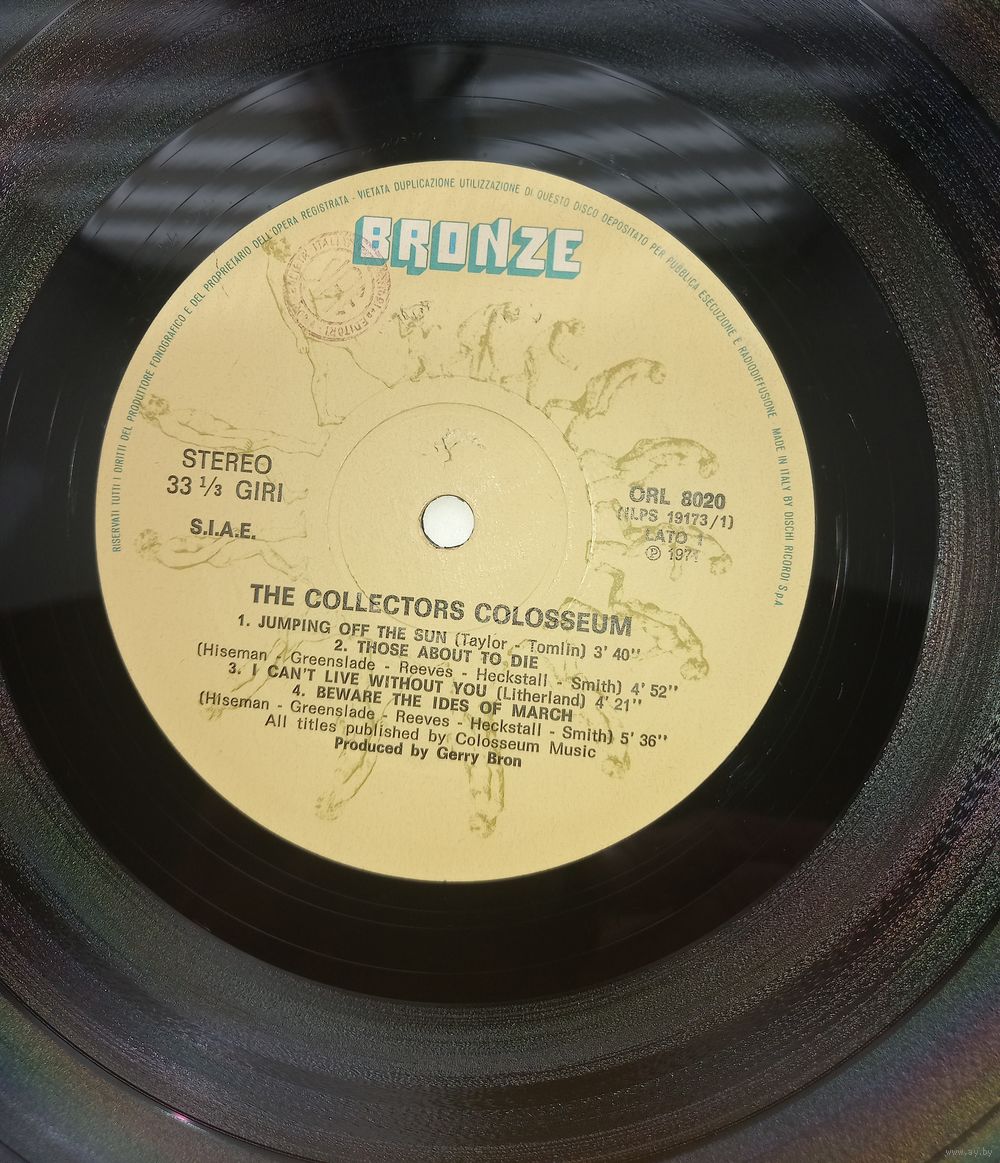 RISERVATI TUTTI I DIRITTI DEL PRODUTTORE FONOGRAFICO E DEL PROPRIETARIO DELL'OPERA REGISTRATA - VIETATA DUPLICAZIONE UTILIZZAZIONE DI QUESTO DISCO DEPOSITATO PER PUBBLICA ESECUZIONE E RADIODIFFUSIONE MADE IN ITALY BY DISCHI RICORDI S.p.A.
BRONZE
STEREO
33 ⅓ GIRI
S.I.A.E.
ORL 8020
(ILPS 19173/1)
LATO 1
℗ 1971
THE COLLECTORS COLOSSEUM
1. JUMPING OFF THE SUN (Taylor - Tomlin) 3' 40''
2. THOSE ABOUT TO DIE
(Hiseman - Greenslade - Reeves - Heckstall - Smith) 4' 52''
3. I CAN'T LIVE WITHOUT YOU (Litherland) 4' 21''
4. BEWARE THE IDES OF MARCH
(Hiseman - Greenslade - Reeves - Heckstall - Smith) 5' 36''
All titles published by Colosseum Music
Produced by Gerry Bron
www.ay.by